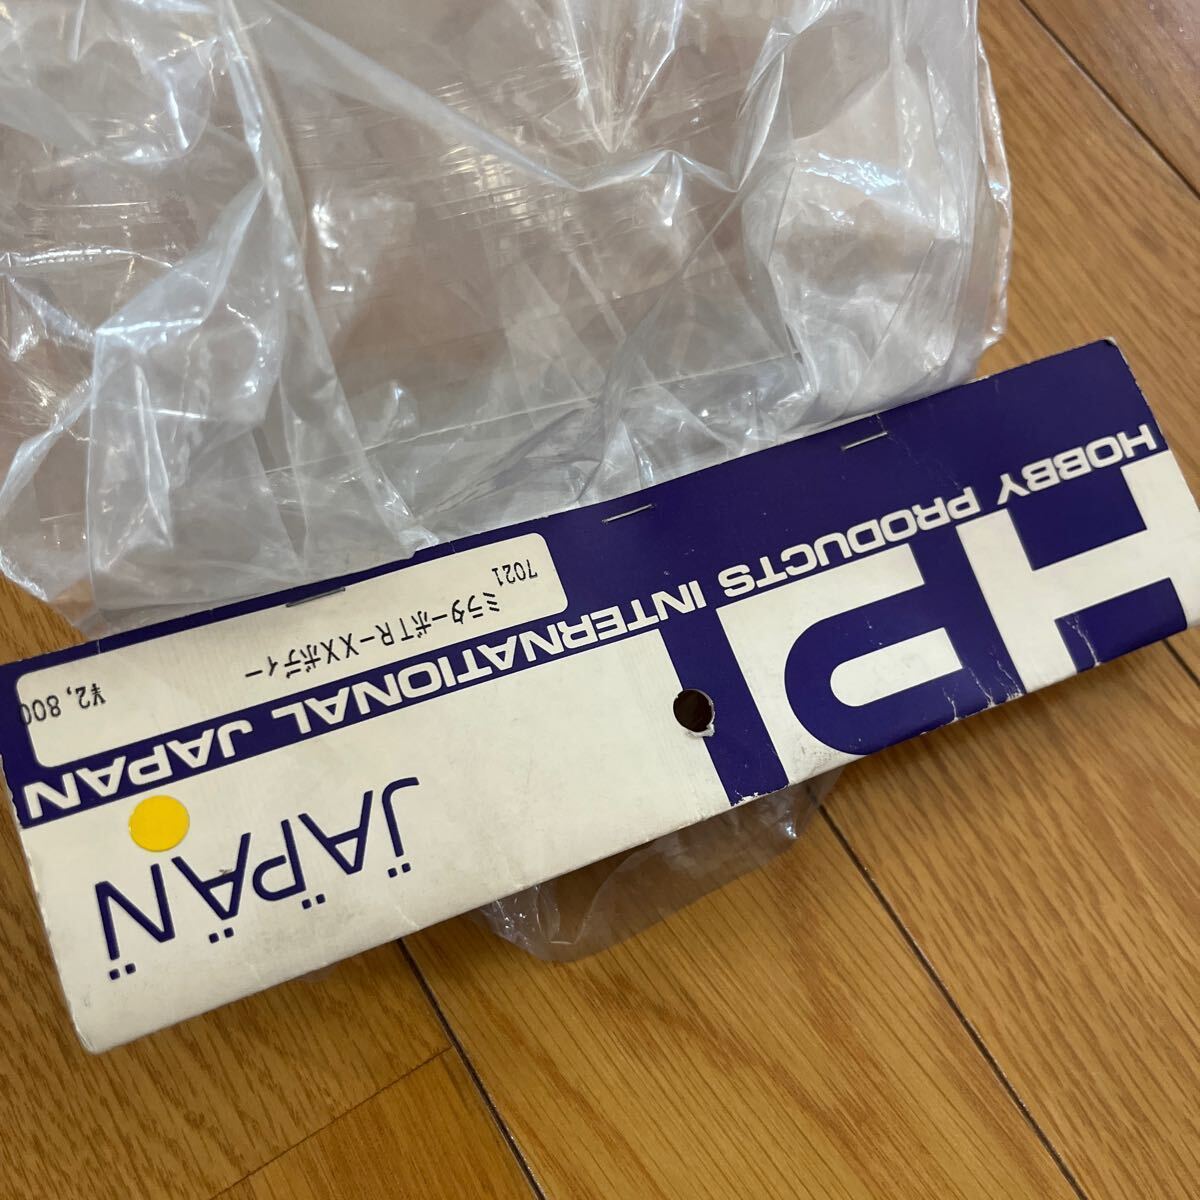 HPI
JÄPÄN
HOBBY PRODUCTS INTERNATIONAL JAPAN
7021
ミラターボTR-XXボディー
¥2,800